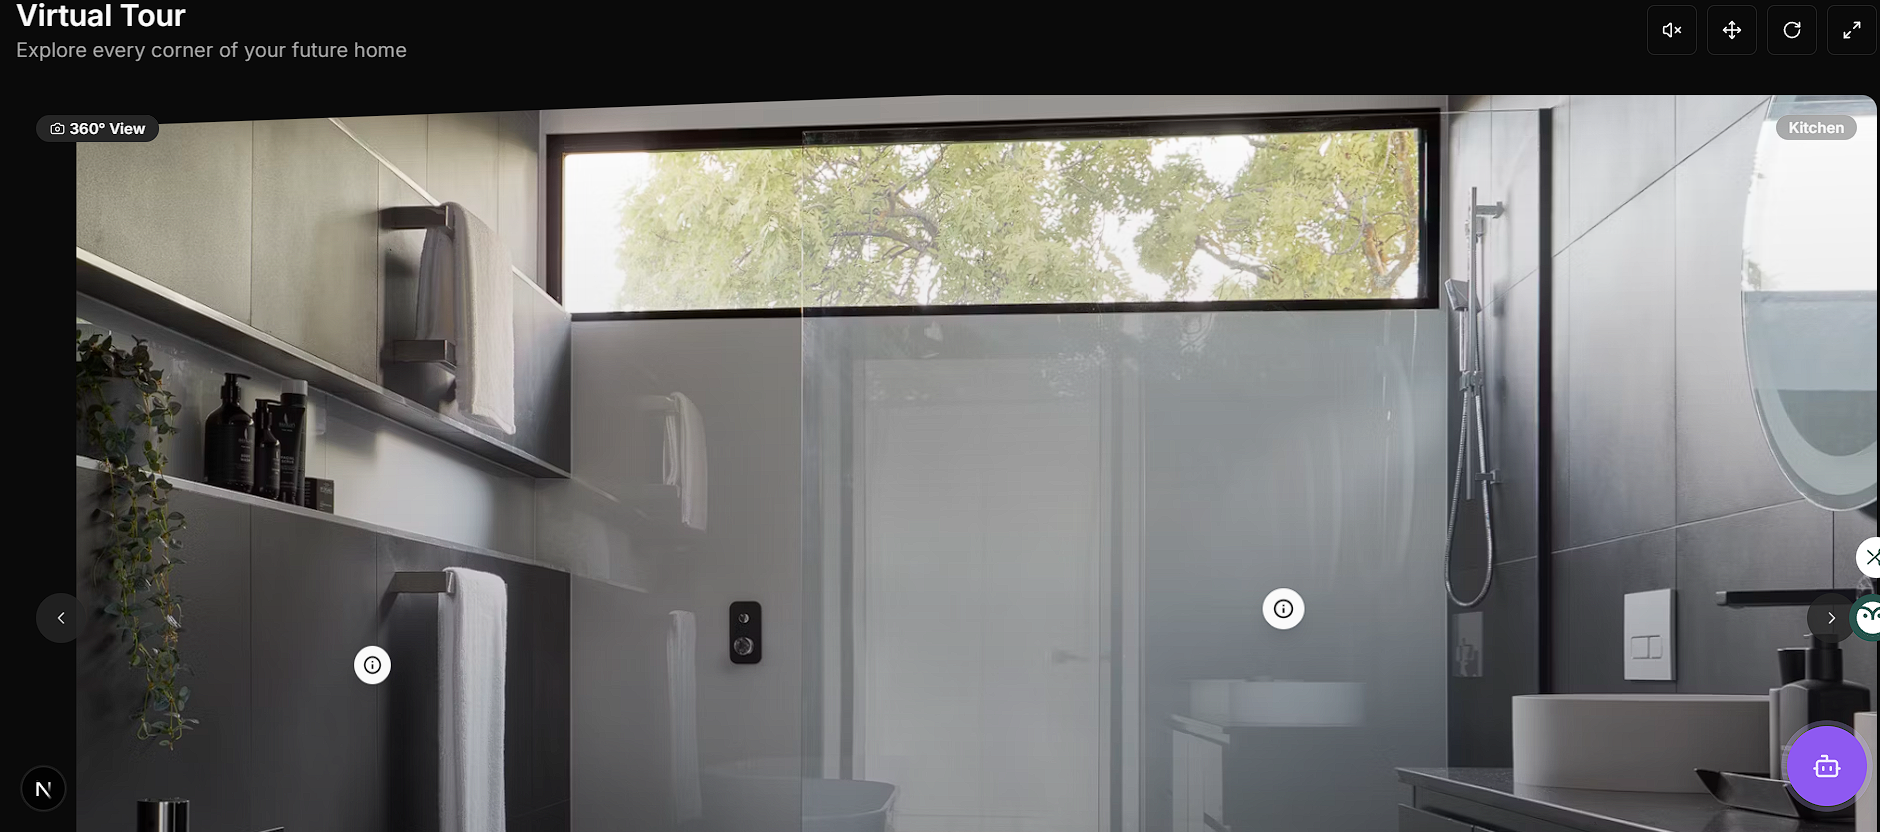 Virtual Tour
Explore every corner of your future home
360° View
Kitchen
N